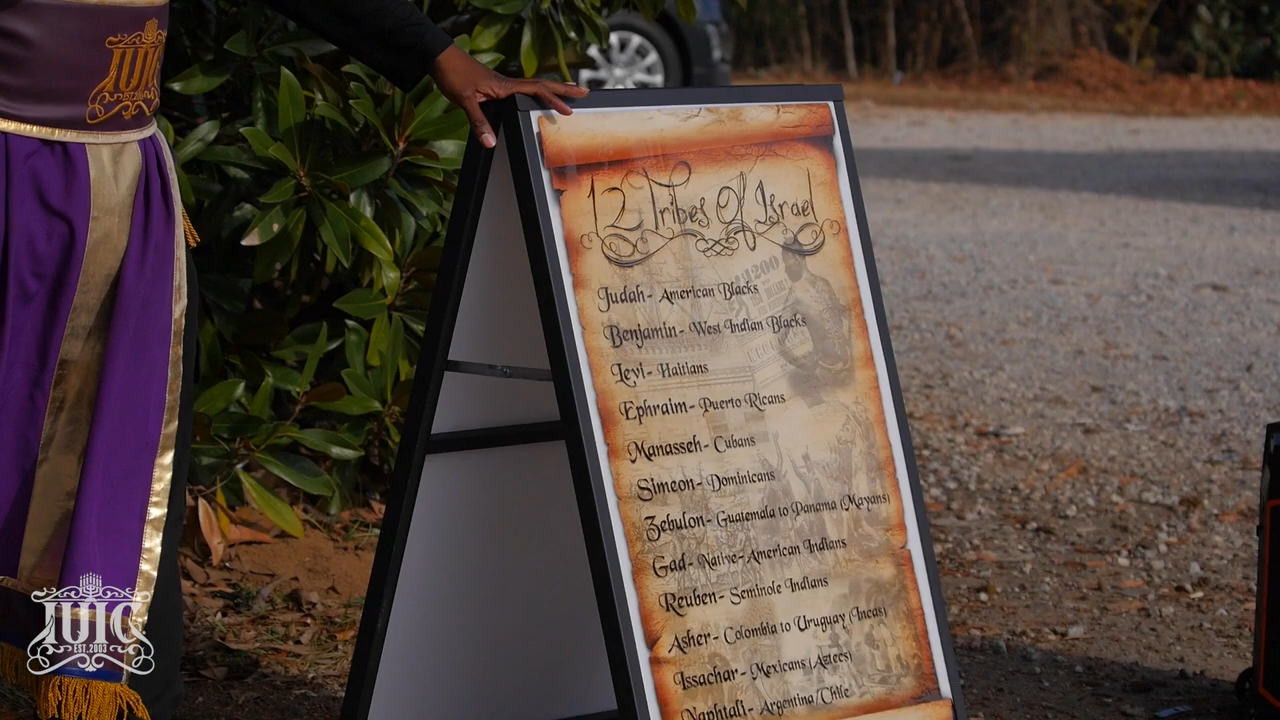 IUIC
12 Tribes Of Israel
Judah- American Blacks
Benjamin- West Indian Blacks
Levi- Haitians
Ephraim- Puerto Ricans
Manasseh- Cubans
Simeon- Dominicans
Zebulon- Guatemala to Panama (Mayans)
Gad- Native-American Indians
Reuben- Seminole Indians
Asher- Colombia to Uruguay (Incas)
Issachar- Mexicans (Aztecs)
Naphtali- Argentina/Chile
IUIC
EST.2003